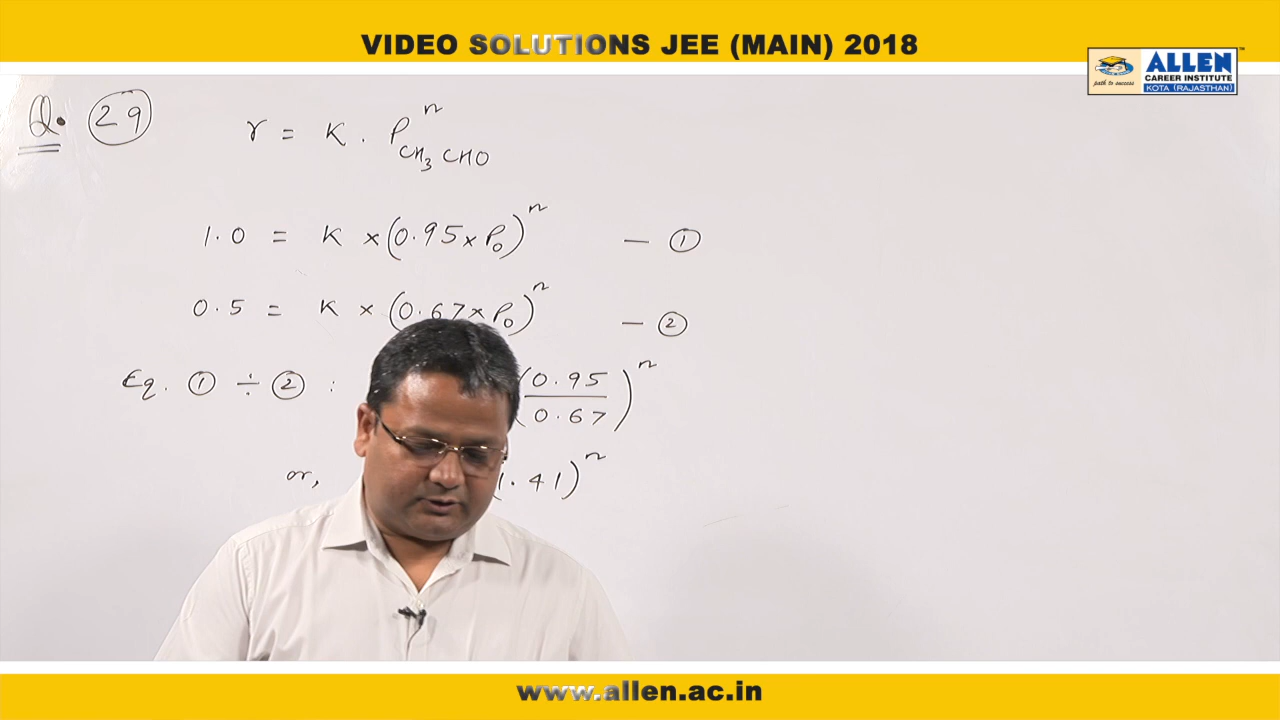 VIDEO SOLUTIONS JEE (MAIN) 2018
ALLEN
CAREER INSTITUTE
path to success
KOTA (RAJASTHAN)
Q. 29
r = K . P^n CH3CHO
1.0 = K × (0.95 × P0)^n — ①
0.5 = K × (0.67 × P0)^n — ②
Eq. ① ÷ ② : (0.95/0.67)^n
or, (1.41)^n
www.allen.ac.in